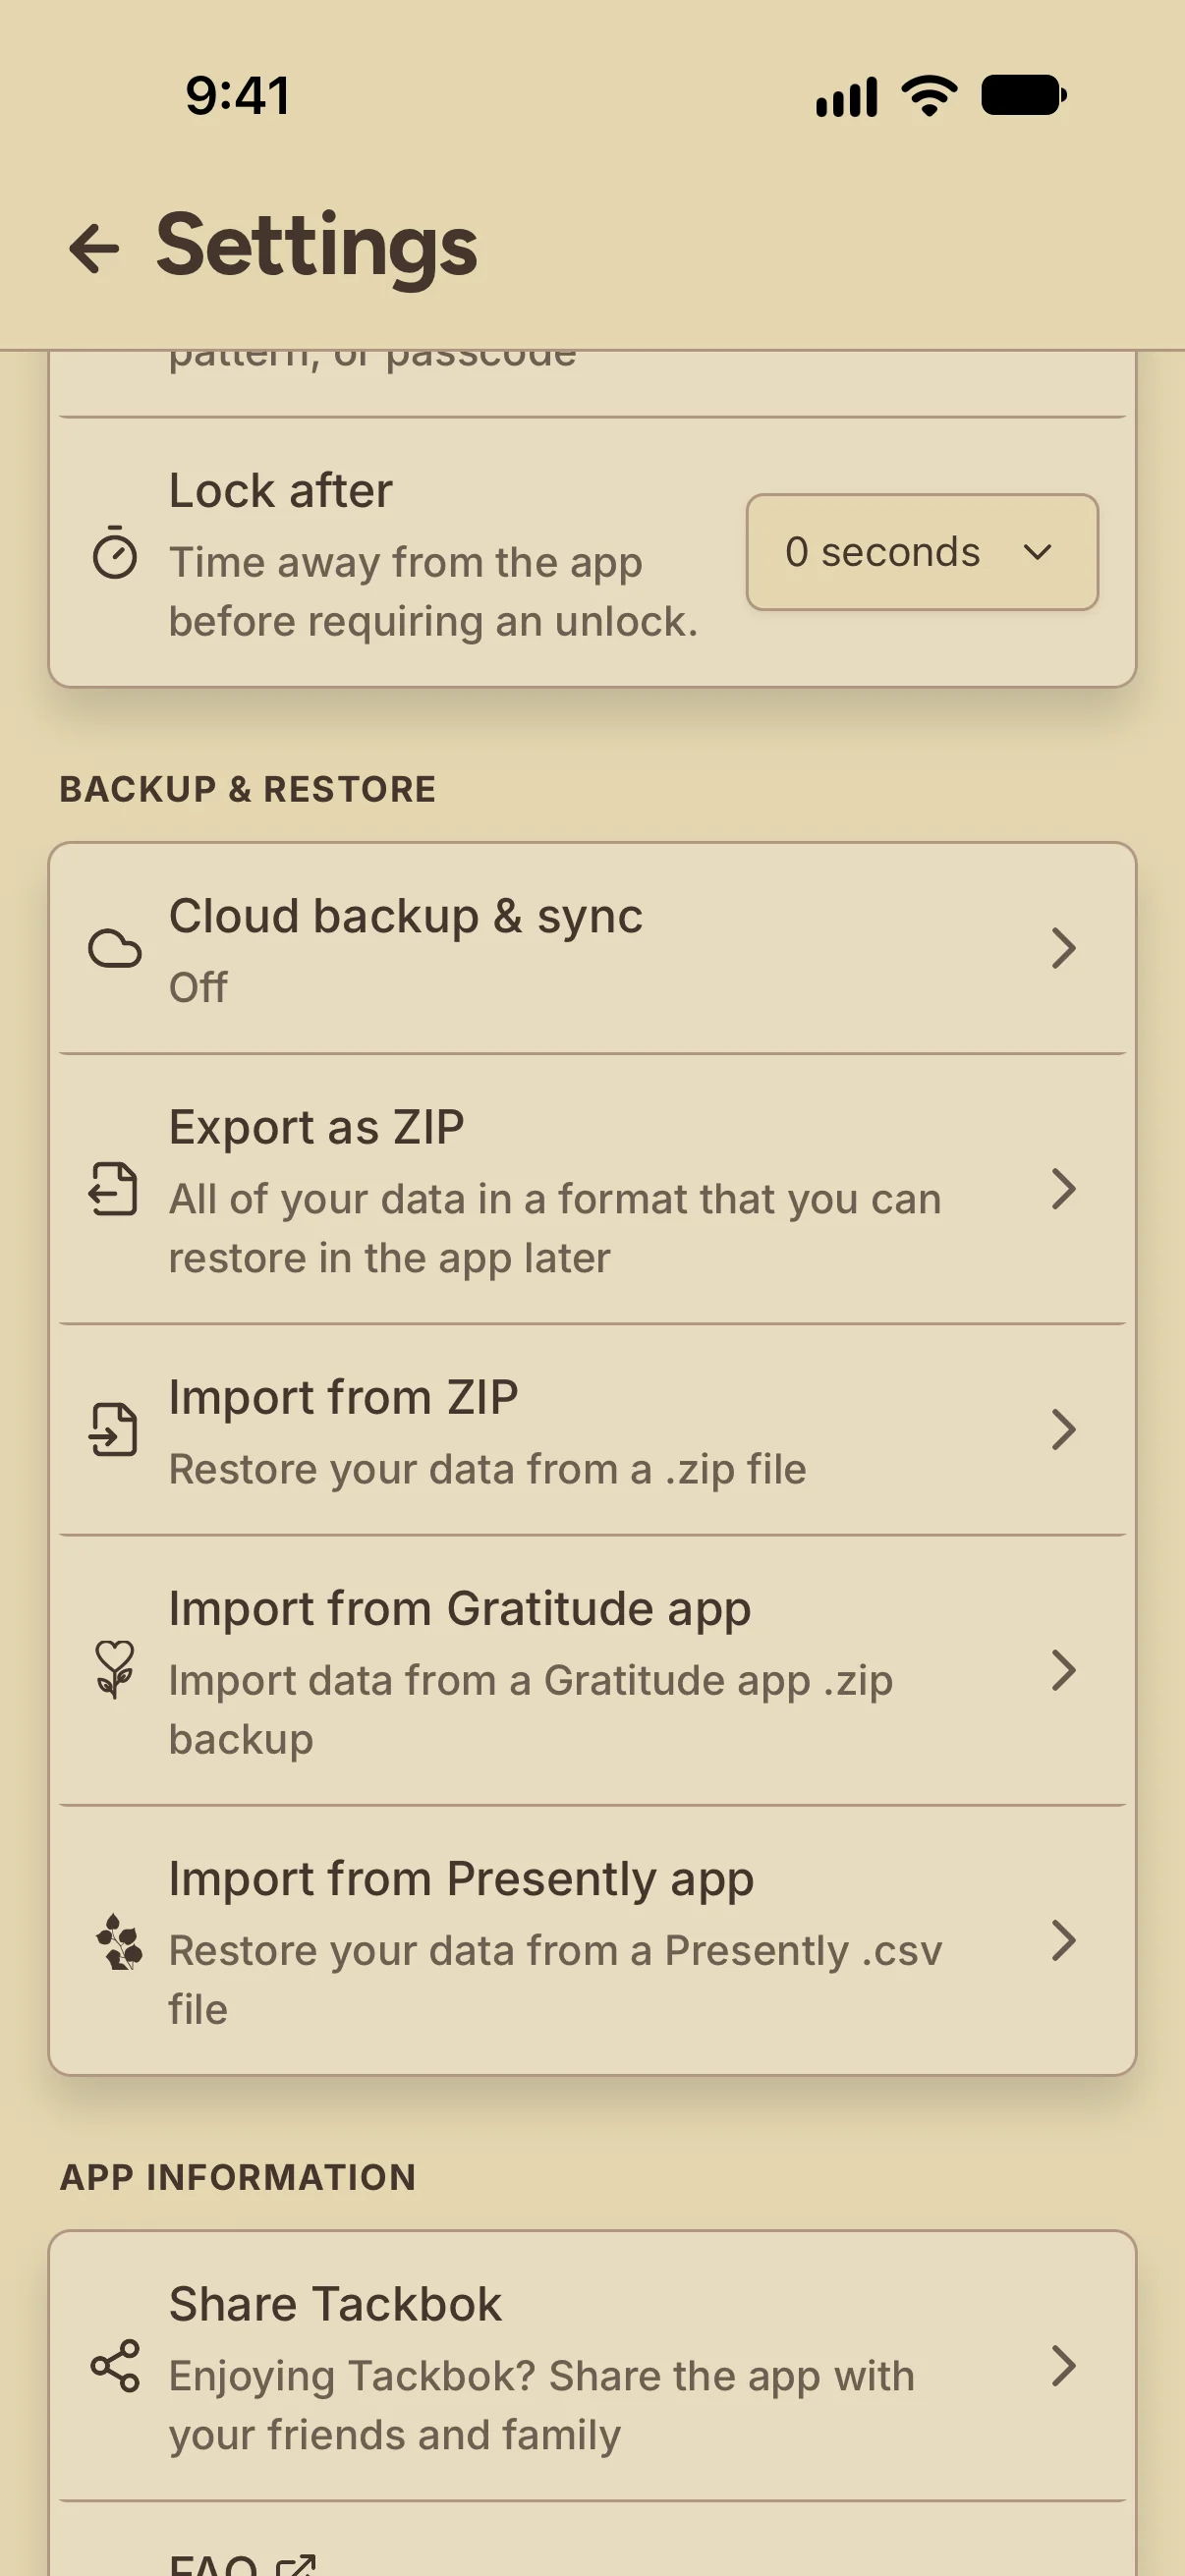 9:41
Settings
pattern, or passcode
Lock after
Time away from the app
before requiring an unlock.
0 seconds
BACKUP & RESTORE
Cloud backup & sync
Off
Export as ZIP
All of your data in a format that you can
restore in the app later
Import from ZIP
Restore your data from a .zip file
Import from Gratitude app
Import data from a Gratitude app .zip
backup
Import from Presently app
Restore your data from a Presently .csv
file
APP INFORMATION
Share Tackbok
Enjoying Tackbok? Share the app with
your friends and family
FAQ